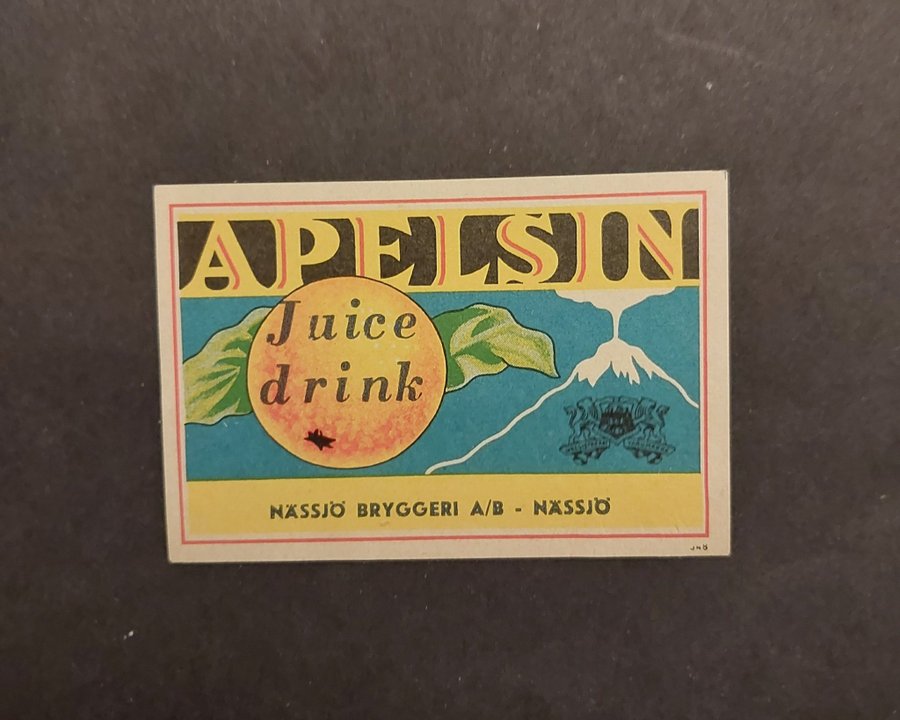 APELSIN
Juice
drink
NÄSSJÖ BRYGGERI A/B - NÄSSJÖ